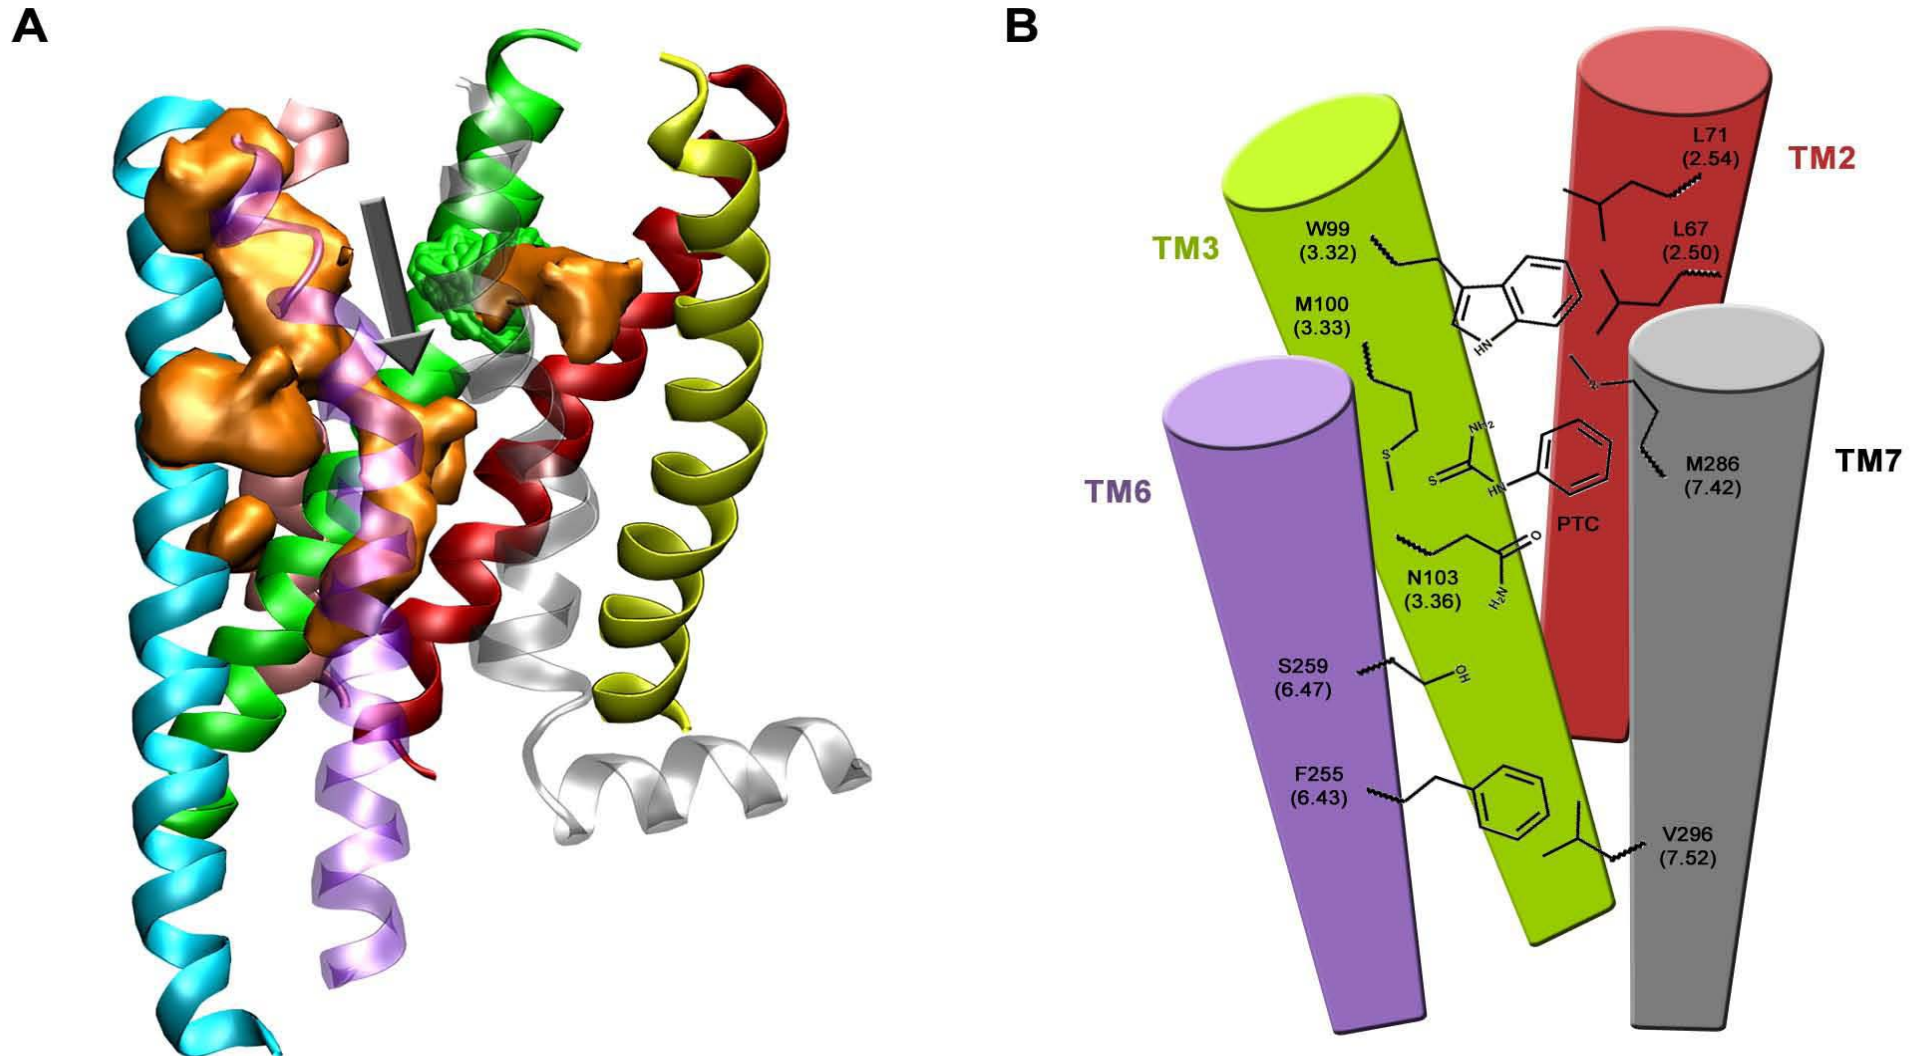 A
B
L71
(2.54)
TM2
W99
(3.32)
L67
(2.50)
TM3
M100
(3.33)
HN
S
NH2
S
M286
(7.42)
TM7
TM6
S
HN
PTC
O
N103
(3.36)
H2N
S259
(6.47)
OH
F255
(6.43)
V296
(7.52)